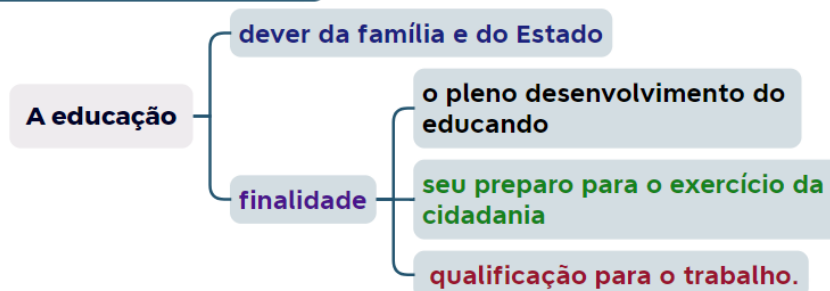 dever da família e do Estado
A educação
finalidade
o pleno desenvolvimento do
educando
seu preparo para o exercício da
cidadania
qualificação para o trabalho.